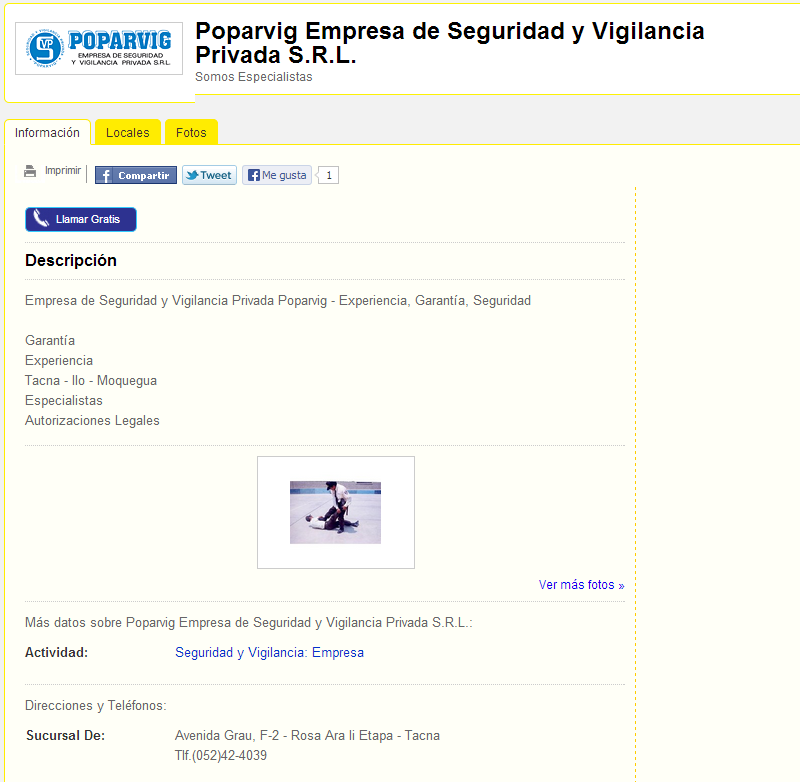 POPARVIG
EMPRESA DE SEGURIDAD
Y VIGILANCIA PRIVADA SRL.
Poparvig Empresa de Seguridad y Vigilancia
Privada S.R.L.
Somos Especialistas
Información Locales Fotos
Imprimir Compartir Tweet Me gusta 1
Llamar Gratis
Descripción
Empresa de Seguridad y Vigilancia Privada Poparvig - Experiencia, Garantía, Seguridad
Garantía
Experiencia
Tacna - Ilo - Moquegua
Especialistas
Autorizaciones Legales
Ver más fotos »
Más datos sobre Poparvig Empresa de Seguridad y Vigilancia Privada S.R.L.:
Actividad: Seguridad y Vigilancia: Empresa
Direcciones y Teléfonos:
Sucursal De: Avenida Grau, F-2 - Rosa Ara Ii Etapa - Tacna
Tlf.(052)42-4039